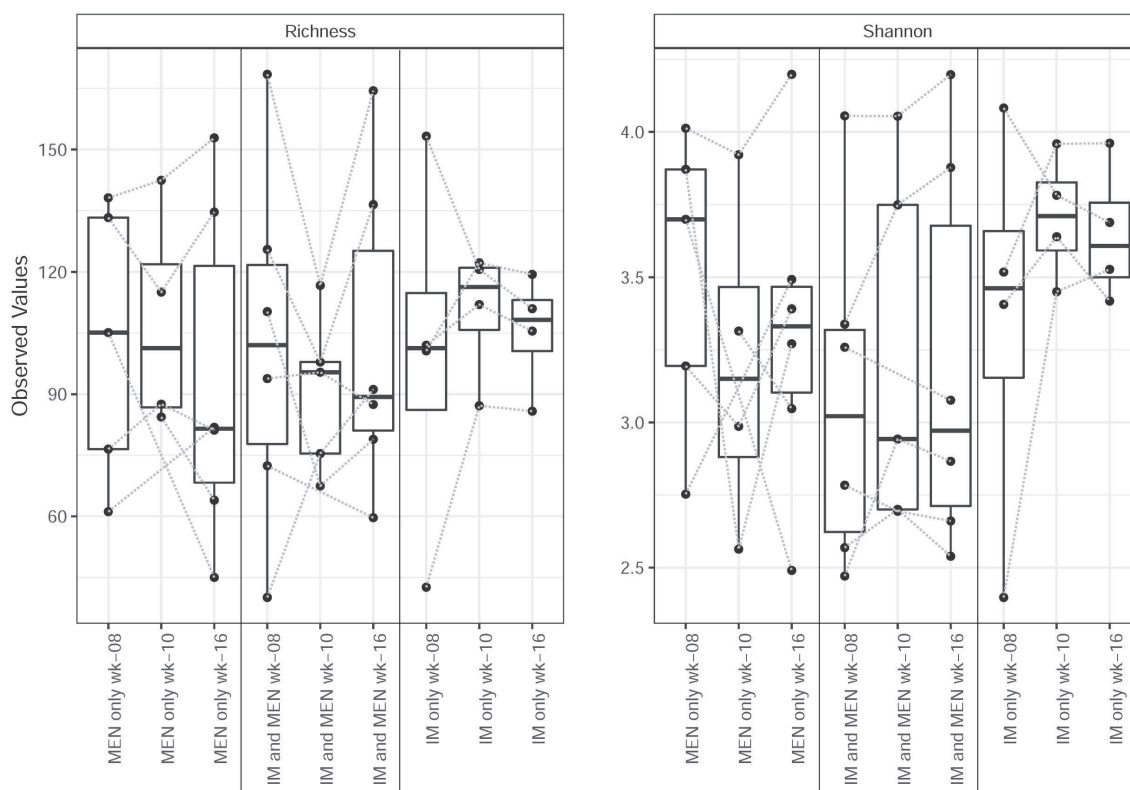 Richness
Shannon
Observed Values
150
120
90
60
4.0
3.5
3.0
2.5
MEN only wk−08
MEN only wk−10
MEN only wk−16
IM and MEN wk−08
IM and MEN wk−10
IM and MEN wk−16
IM only wk−08
IM only wk−10
IM only wk−16
MEN only wk−08
MEN only wk−10
MEN only wk−16
IM and MEN wk−08
IM and MEN wk−10
IM and MEN wk−16
IM only wk−08
IM only wk−10
IM only wk−16